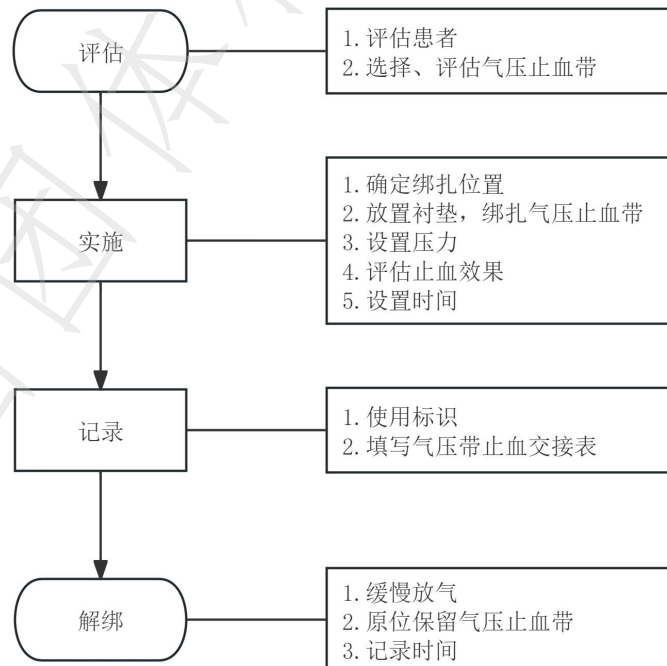 评估
1.评估患者
2.选择、评估气压止血带
实施
1.确定绑扎位置
2.放置衬垫，绑扎气压止血带
3.设置压力
4.评估止血效果
5.设置时间
记录
1.使用标识
2.填写气压带止血交接表
解绑
1.缓慢放气
2.原位保留气压止血带
3.记录时间
团体